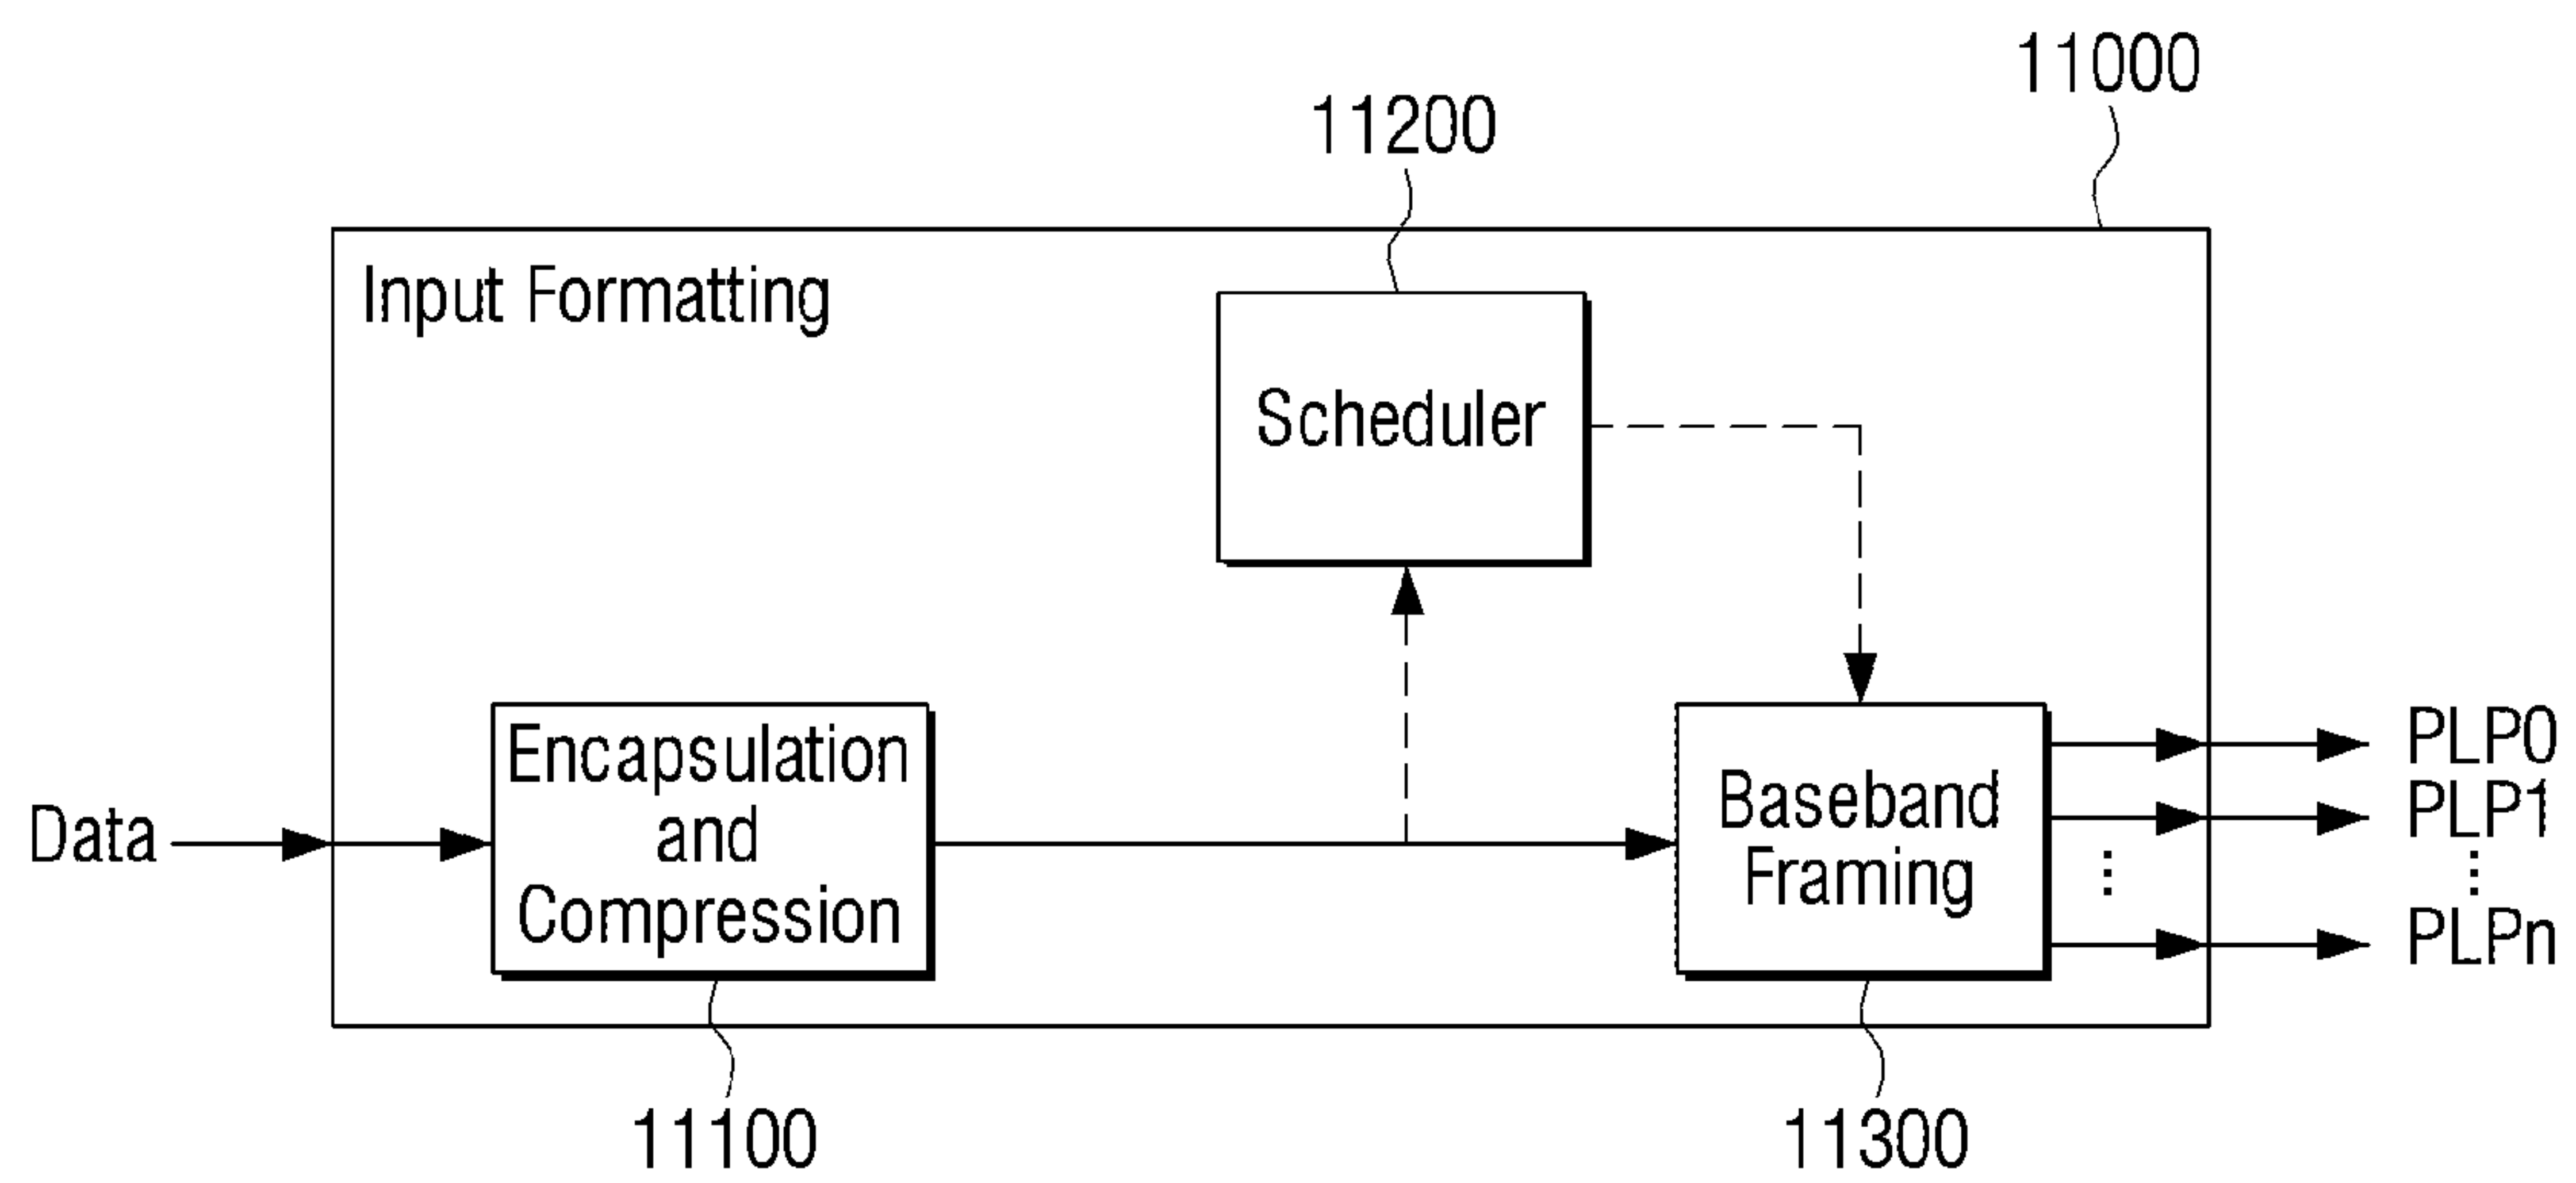 11000
11200
Input Formatting
Scheduler
Encapsulation
and
Compression
Data
Baseband
Framing
PLP0
PLP1
⋮
⋮
PLPn
11100
11300